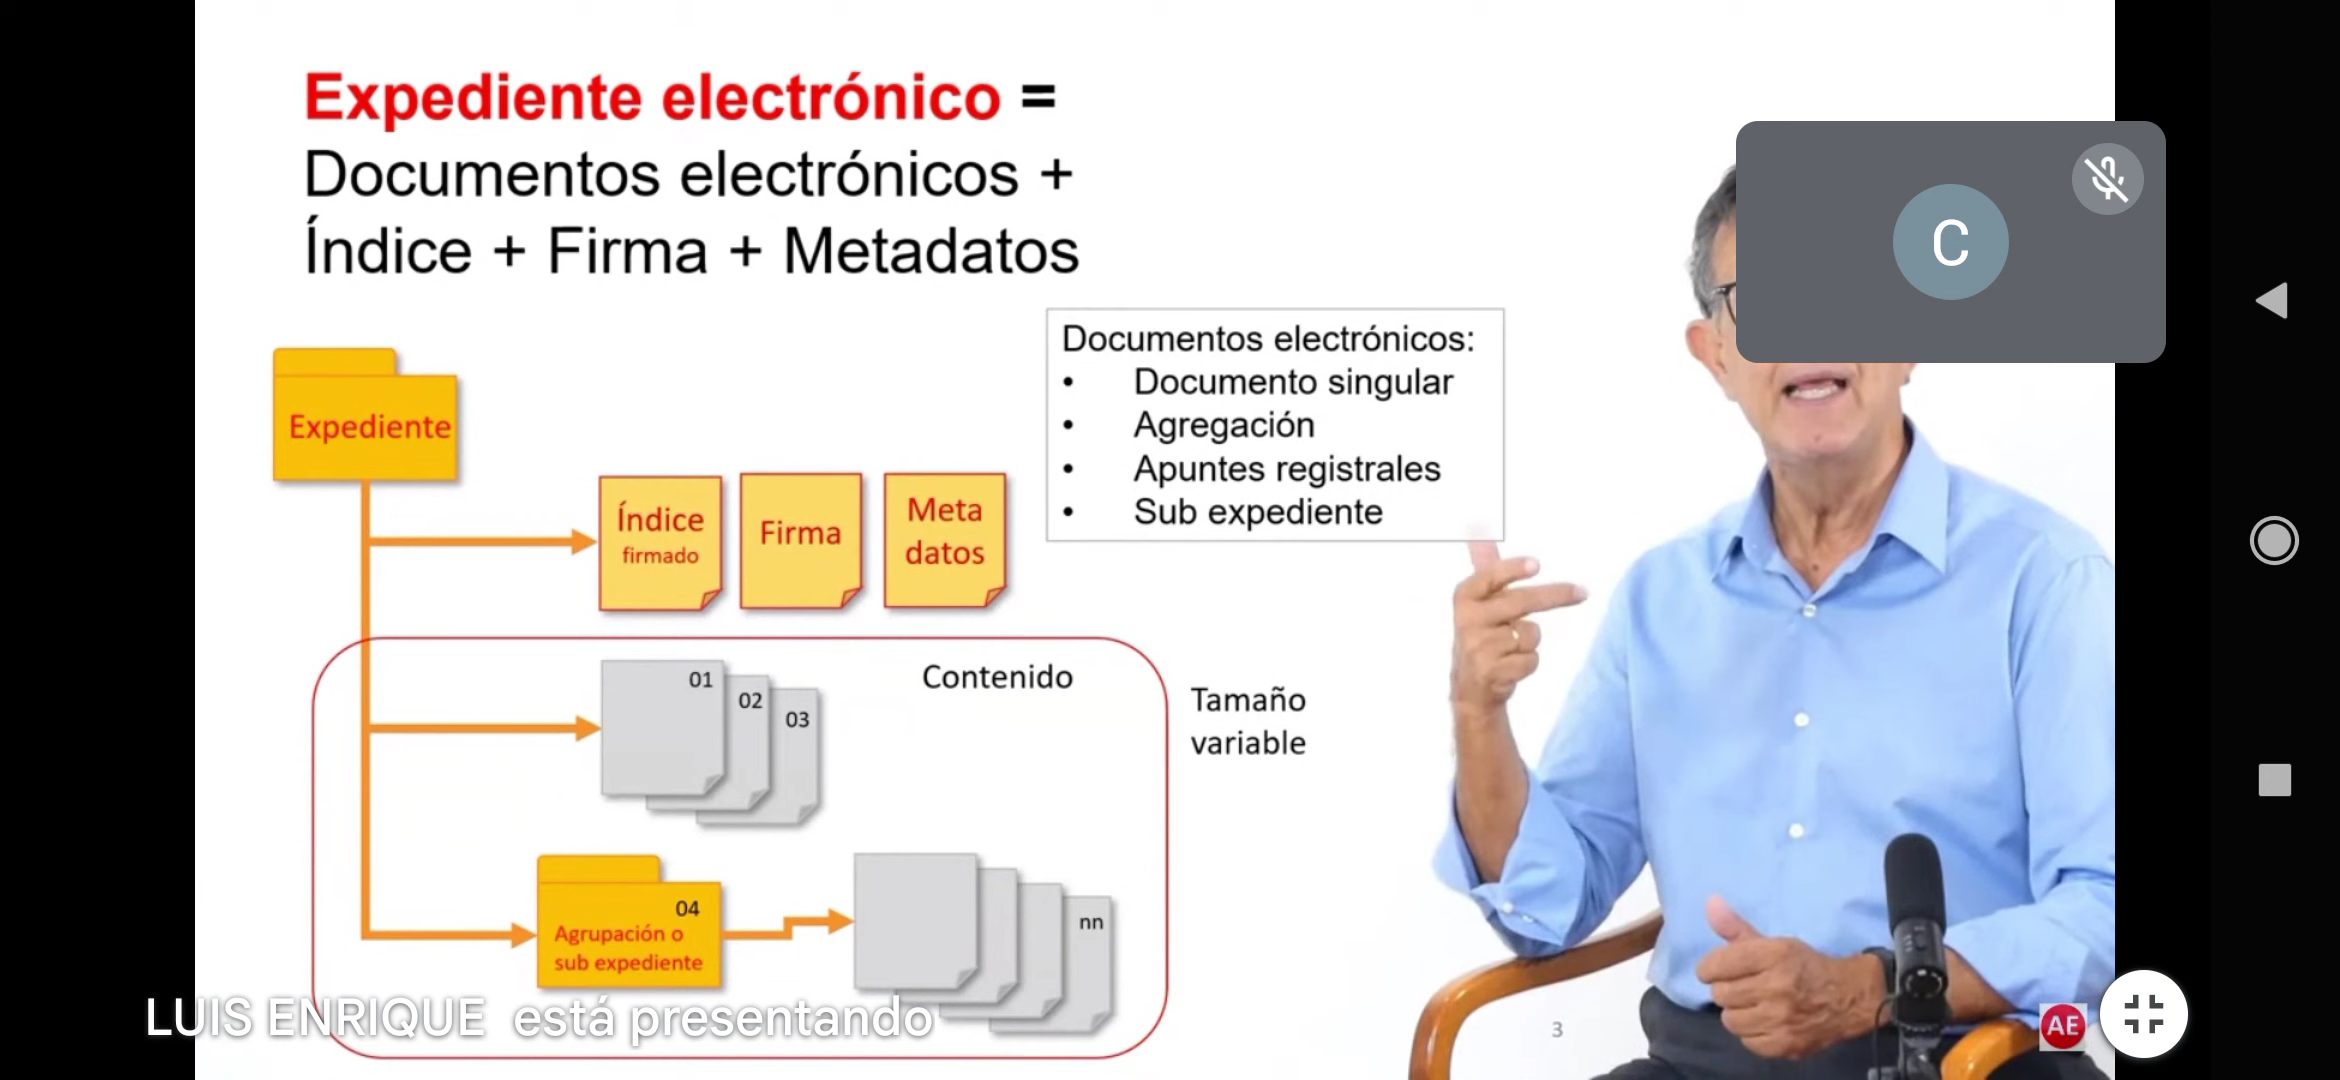 Expediente electrónico =
Documentos electrónicos +
Índice + Firma + Metadatos
C
Documentos electrónicos:
• Documento singular
• Agregación
• Apuntes registrales
• Sub expediente
Expediente
Índice
firmado
Firma
Meta
datos
Contenido
01
02
03
Tamaño
variable
04
Agrupación o
sub expediente
nn
LUIS ENRIQUE está presentando
3
AE